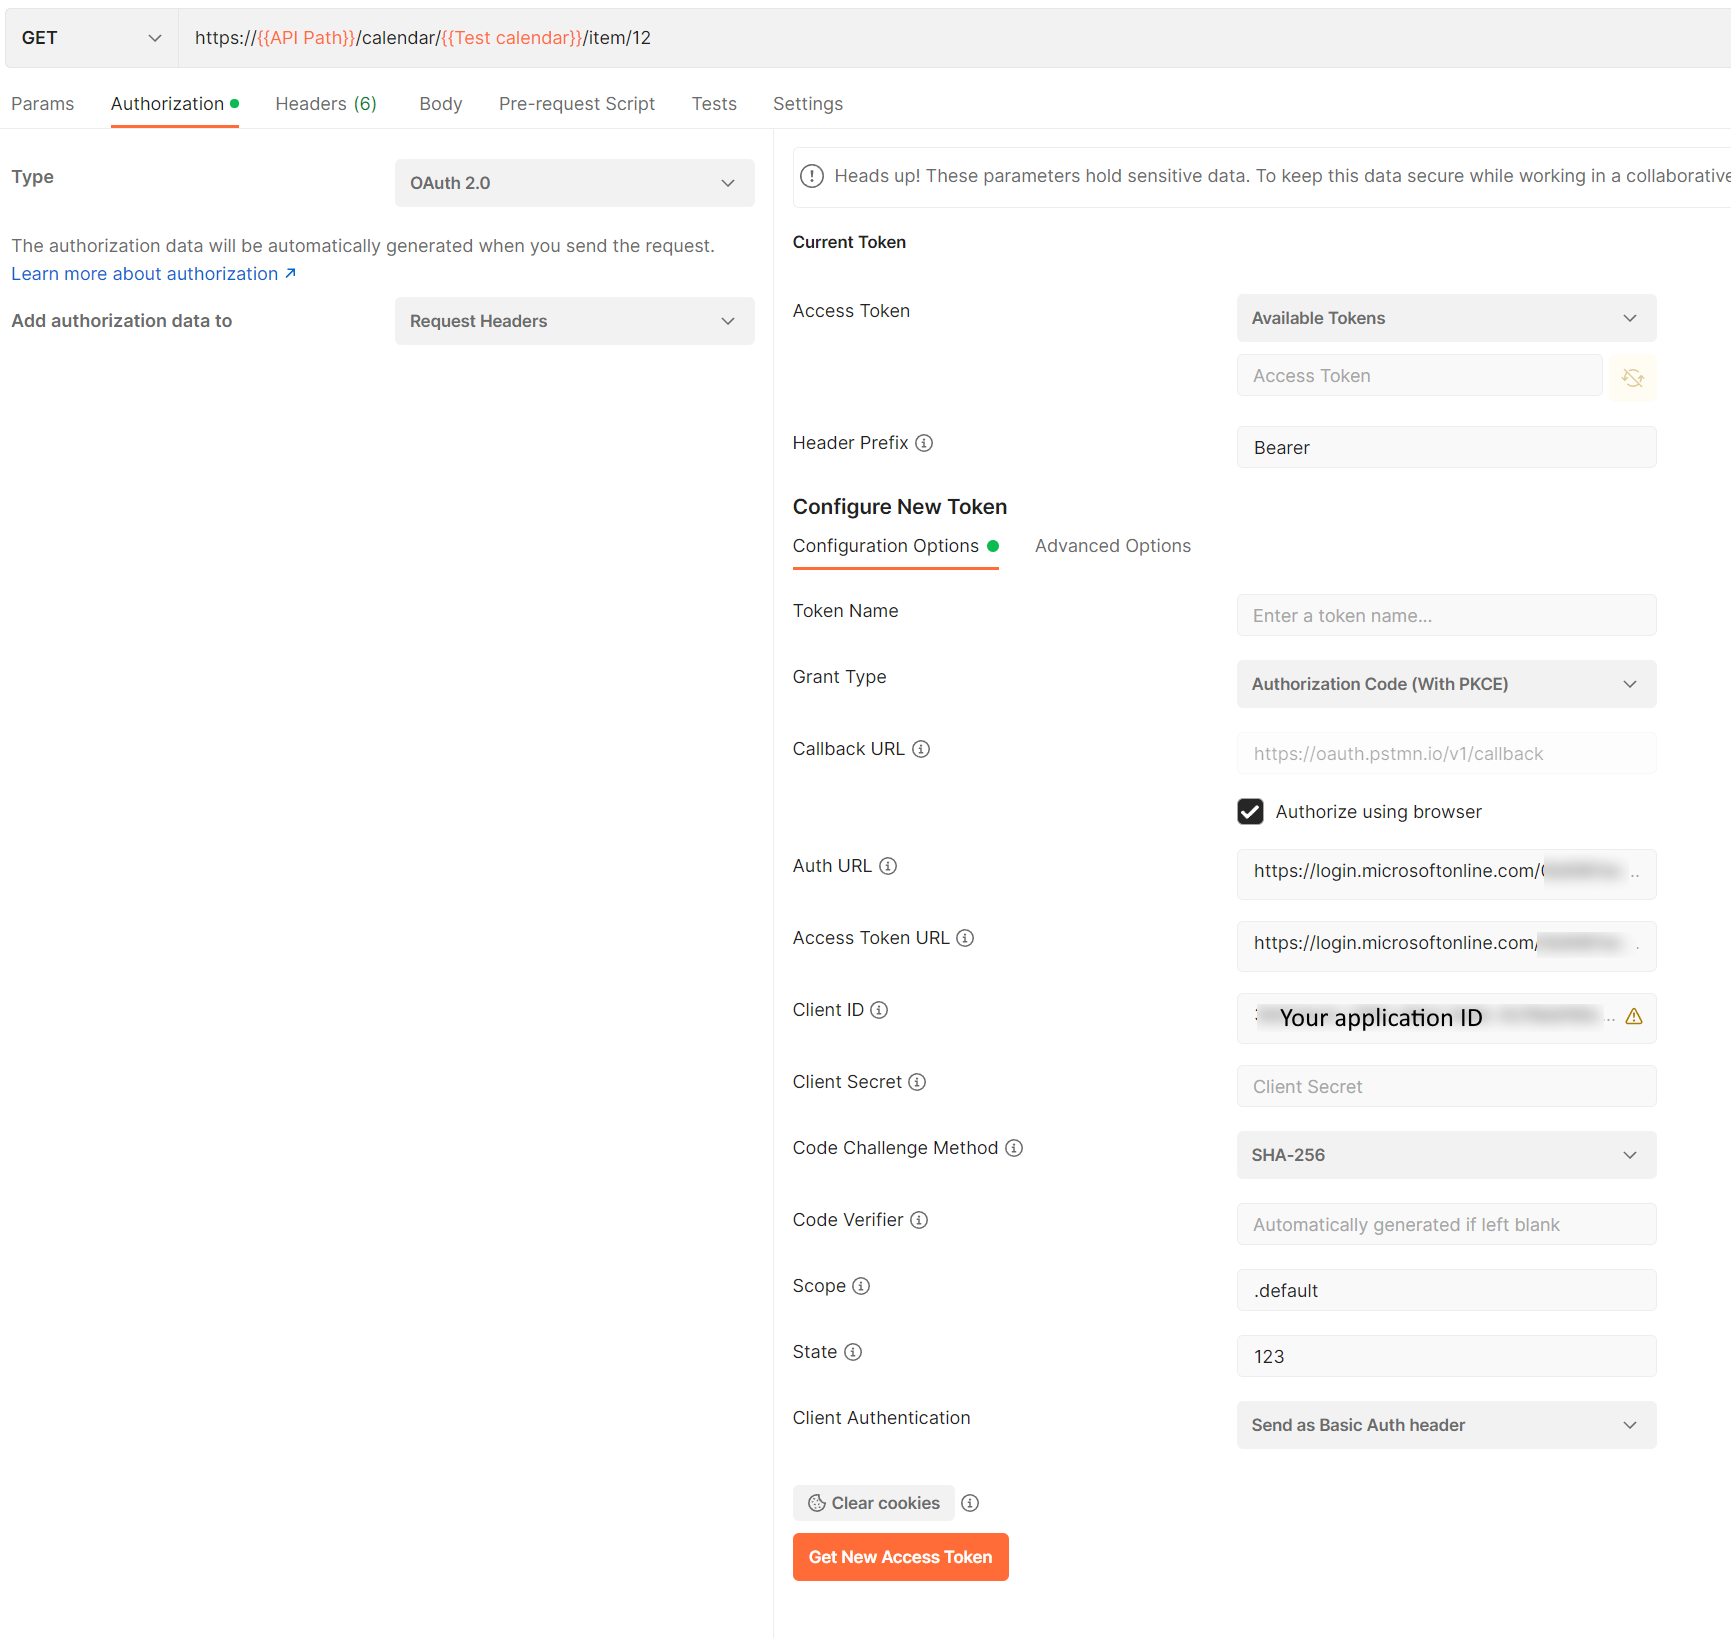 GET
https://{{API Path}}/calendar/{{Test calendar}}/item/12
Params
Authorization
Headers (6)
Body
Pre-request Script
Tests
Settings
Type
OAuth 2.0
The authorization data will be automatically generated when you send the request.
Learn more about authorization ↗
Add authorization data to
Request Headers
Heads up! These parameters hold sensitive data. To keep this data secure while working in a collaborative
Current Token
Access Token
Available Tokens
Access Token
Header Prefix
Bearer
Configure New Token
Configuration Options
Advanced Options
Token Name
Enter a token name...
Grant Type
Authorization Code (With PKCE)
Callback URL
https://oauth.pstmn.io/v1/callback
Authorize using browser
Auth URL
https://login.microsoftonline.com/
Access Token URL
https://login.microsoftonline.com/
Client ID
Your application ID
Client Secret
Client Secret
Code Challenge Method
SHA-256
Code Verifier
Automatically generated if left blank
Scope
.default
State
123
Client Authentication
Send as Basic Auth header
Clear cookies
Get New Access Token